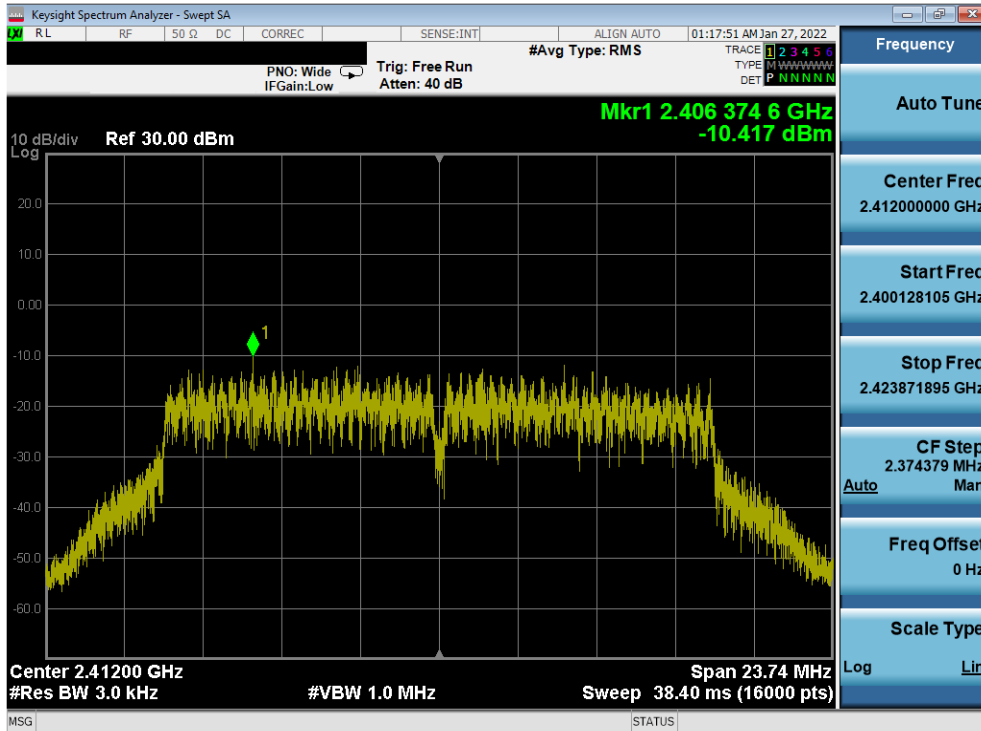 Keysight Spectrum Analyzer - Swept SA
LXI RL RF 50 Ω DC CORREC SENSE:INT ALIGN AUTO 01:17:51 AM Jan 27, 2022
#Avg Type: RMS TRACE 1 2 3 4 5 6
PNO: Wide Trig: Free Run TYPE M WWWWW
IFGain:Low Atten: 40 dB DET P N N N N N
Mkr1 2.406 374 6 GHz
10 dB/div Ref 30.00 dBm -10.417 dBm
Log
20.0
10.0
0.00
1
-10.0
-20.0
-30.0
-40.0
-50.0
-60.0
Center 2.41200 GHz Span 23.74 MHz
#Res BW 3.0 kHz #VBW 1.0 MHz Sweep 38.40 ms (16000 pts)
MSG STATUS
Frequency
Auto Tune
Center Freq
2.412000000 GHz
Start Freq
2.400128105 GHz
Stop Freq
2.423871895 GHz
CF Step
2.374379 MHz
Auto Man
Freq Offset
0 Hz
Scale Type
Log Lin